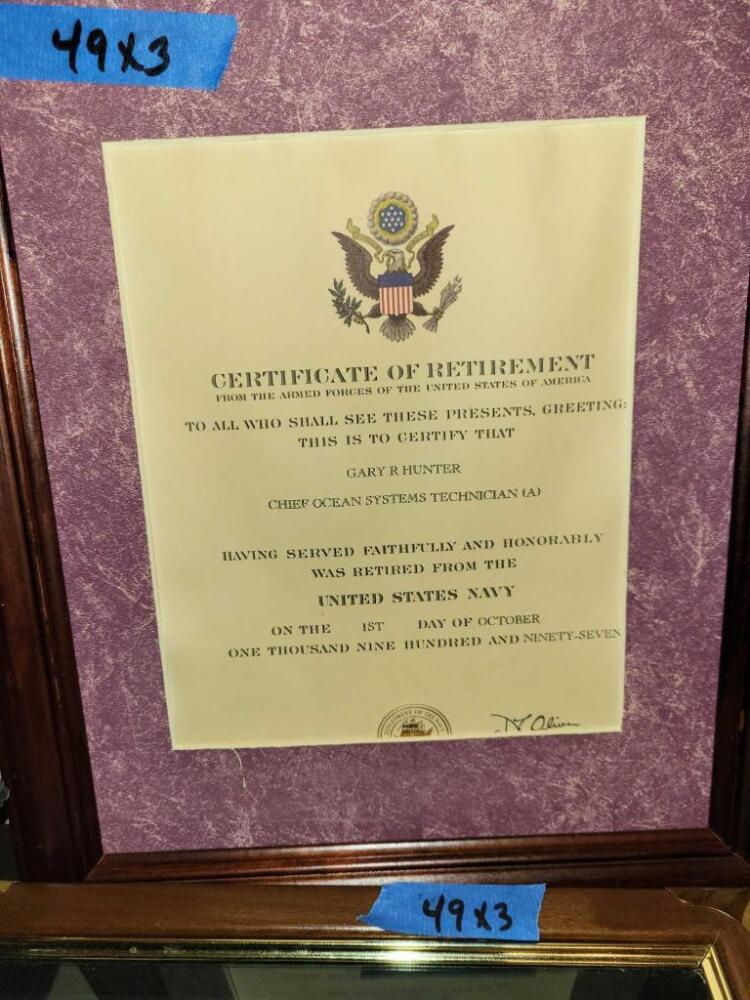 49x3
CERTIFICATE OF RETIREMENT
FROM THE ARMED FORCES OF THE UNITED STATES OF AMERICA
TO ALL WHO SHALL SEE THESE PRESENTS, GREETING:
THIS IS TO CERTIFY THAT
GARY R HUNTER
CHIEF OCEAN SYSTEMS TECHNICIAN (A)
HAVING SERVED FAITHFULLY AND HONORABLY
WAS RETIRED FROM THE
UNITED STATES NAVY
ON THE 1ST DAY OF OCTOBER
ONE THOUSAND NINE HUNDRED AND NINETY-SEVEN
OF THE
Oliver
49x3